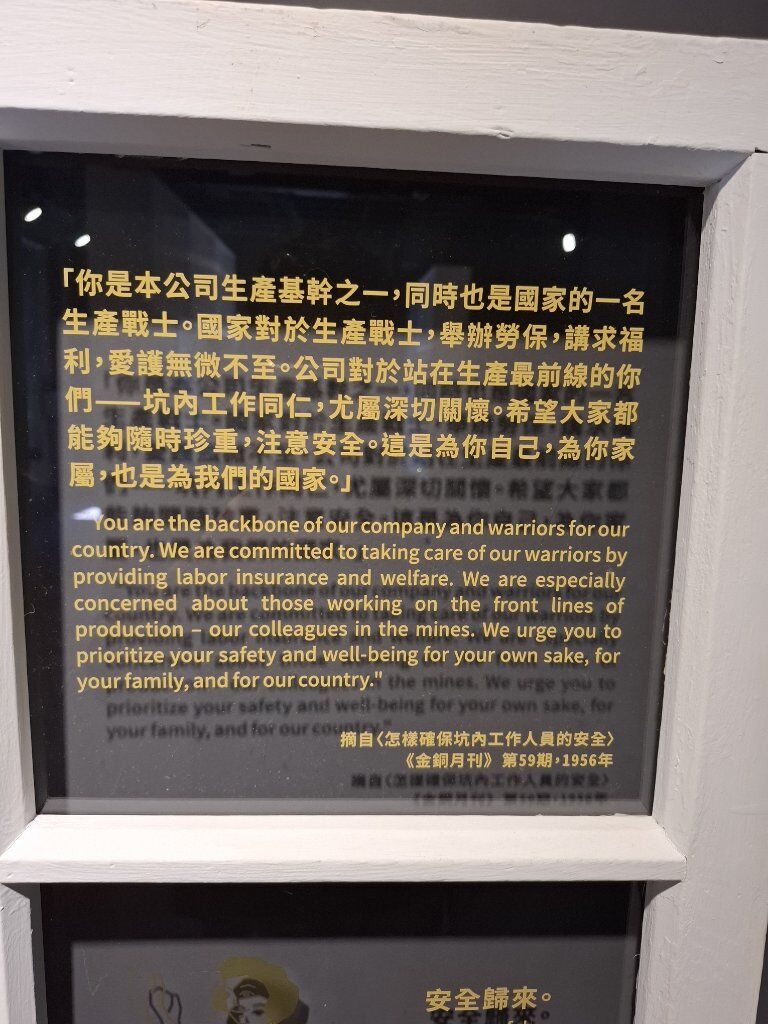 「你是本公司生產基幹之一，同時也是國家的一名
生產戰士。國家對於生產戰士，舉辦勞保，講求福
利，愛護無微不至。公司對於站在生產最前線的你
們——坑內工作同仁，尤屬深切關懷。希望大家都
能夠隨時珍重，注意安全。這是為你自己，為你家
屬，也是為我們的國家。」
You are the backbone of our company and warriors for our
country. We are committed to taking care of our warriors by
providing labor insurance and welfare. We are especially
concerned about those working on the front lines of
production – our colleagues in the mines. We urge you to
prioritize your safety and well-being for your own sake, for
your family, and for our country."
摘自〈怎樣確保坑內工作人員的安全〉
《金銅月刊》第59期，1956年
安全歸來。